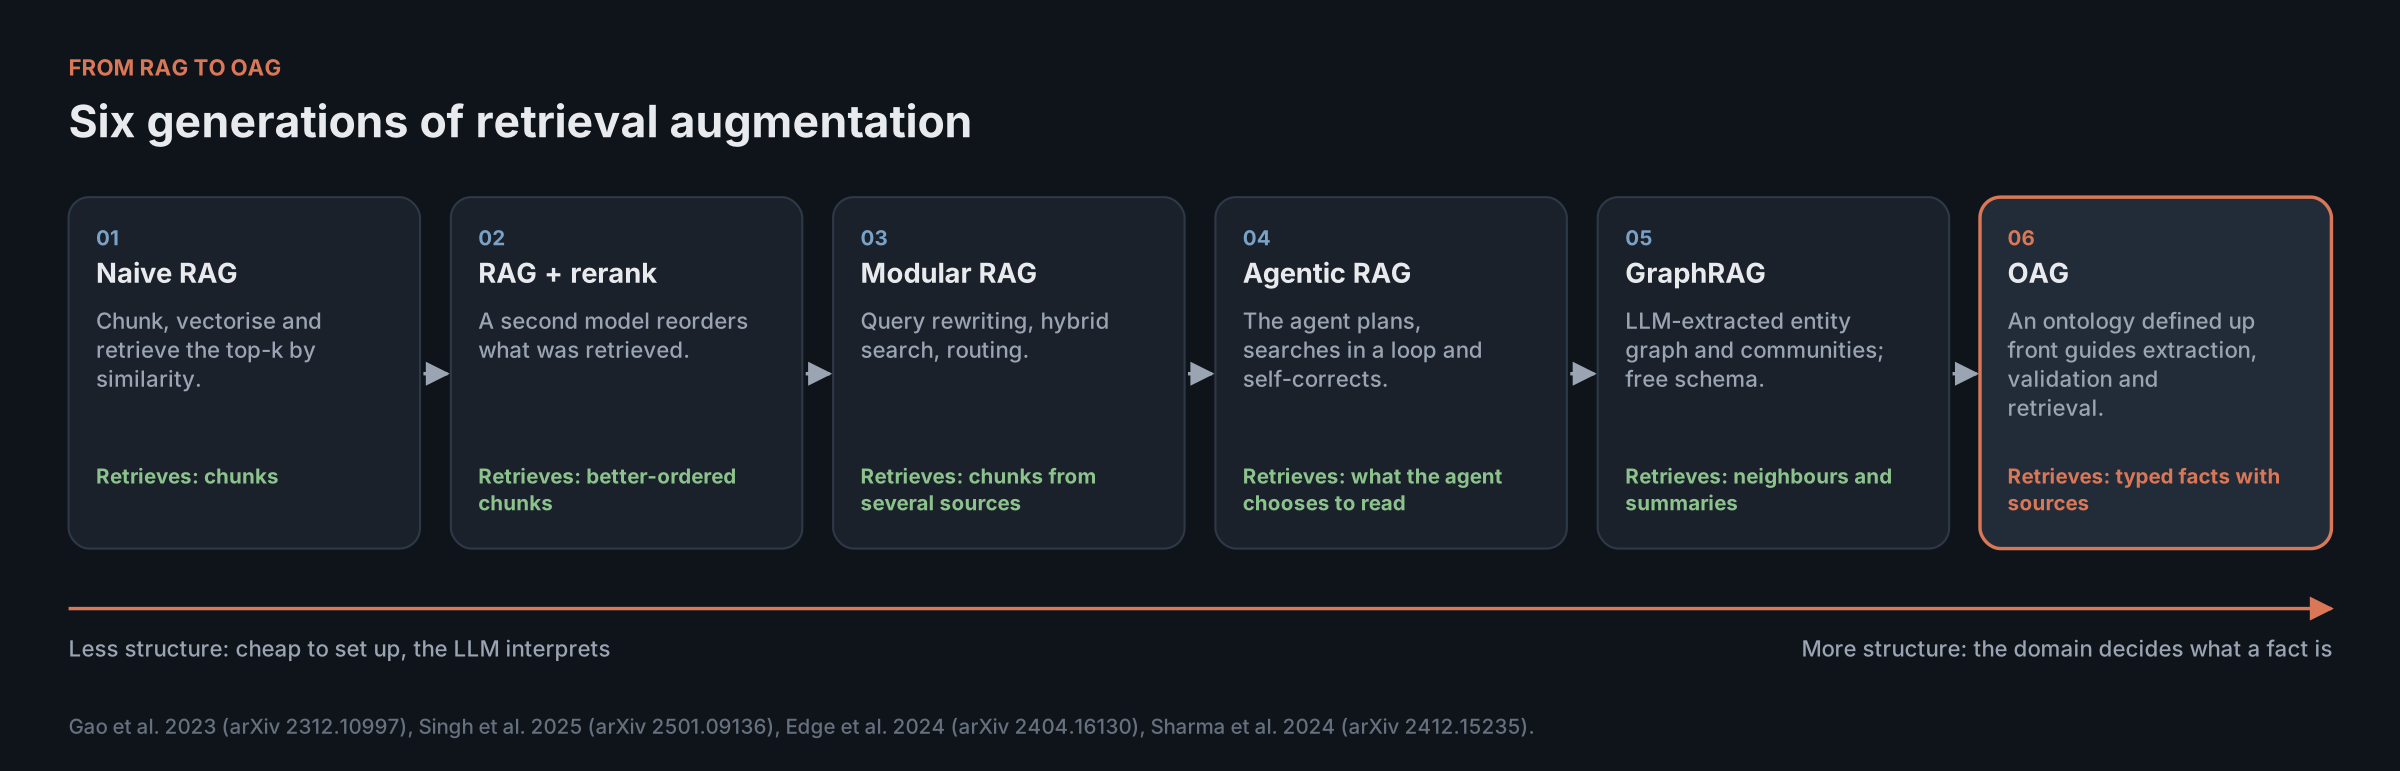 FROM RAG TO OAG
Six generations of retrieval augmentation
01
Naive RAG
Chunk, vectorise and
retrieve the top-k by
similarity.
Retrieves: chunks
02
RAG + rerank
A second model reorders
what was retrieved.
Retrieves: better-ordered
chunks
03
Modular RAG
Query rewriting, hybrid
search, routing.
Retrieves: chunks from
several sources
04
Agentic RAG
The agent plans,
searches in a loop and
self-corrects.
Retrieves: what the agent
chooses to read
05
GraphRAG
LLM-extracted entity
graph and communities;
free schema.
Retrieves: neighbours and
summaries
06
OAG
An ontology defined up
front guides extraction,
validation and
retrieval.
Retrieves: typed facts with
sources
Less structure: cheap to set up, the LLM interprets
More structure: the domain decides what a fact is
Gao et al. 2023 (arXiv 2312.10997), Singh et al. 2025 (arXiv 2501.09136), Edge et al. 2024 (arXiv 2404.16130), Sharma et al. 2024 (arXiv 2412.15235).